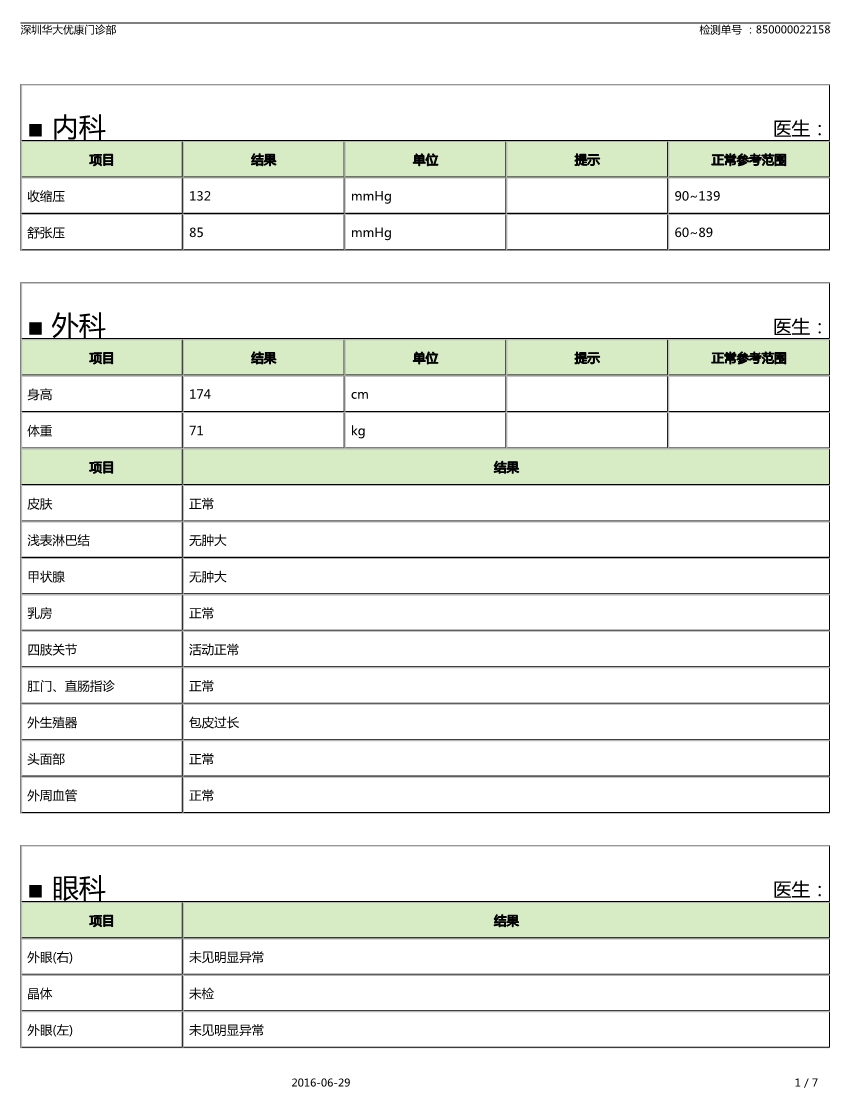 深圳华大优康门诊部 检测单号 ：850000022158
■ 内科 医生：
项目 结果 单位 提示 正常参考范围
收缩压 132 mmHg 90~139
舒张压 85 mmHg 60~89
■ 外科 医生：
项目 结果 单位 提示 正常参考范围
身高 174 cm
体重 71 kg
项目 结果
皮肤 正常
浅表淋巴结 无肿大
甲状腺 无肿大
乳房 正常
四肢关节 活动正常
肛门、直肠指诊 正常
外生殖器 包皮过长
头面部 正常
外周血管 正常
■ 眼科 医生：
项目 结果
外眼(右) 未见明显异常
晶体 未检
外眼(左) 未见明显异常
2016-06-29 1 / 7